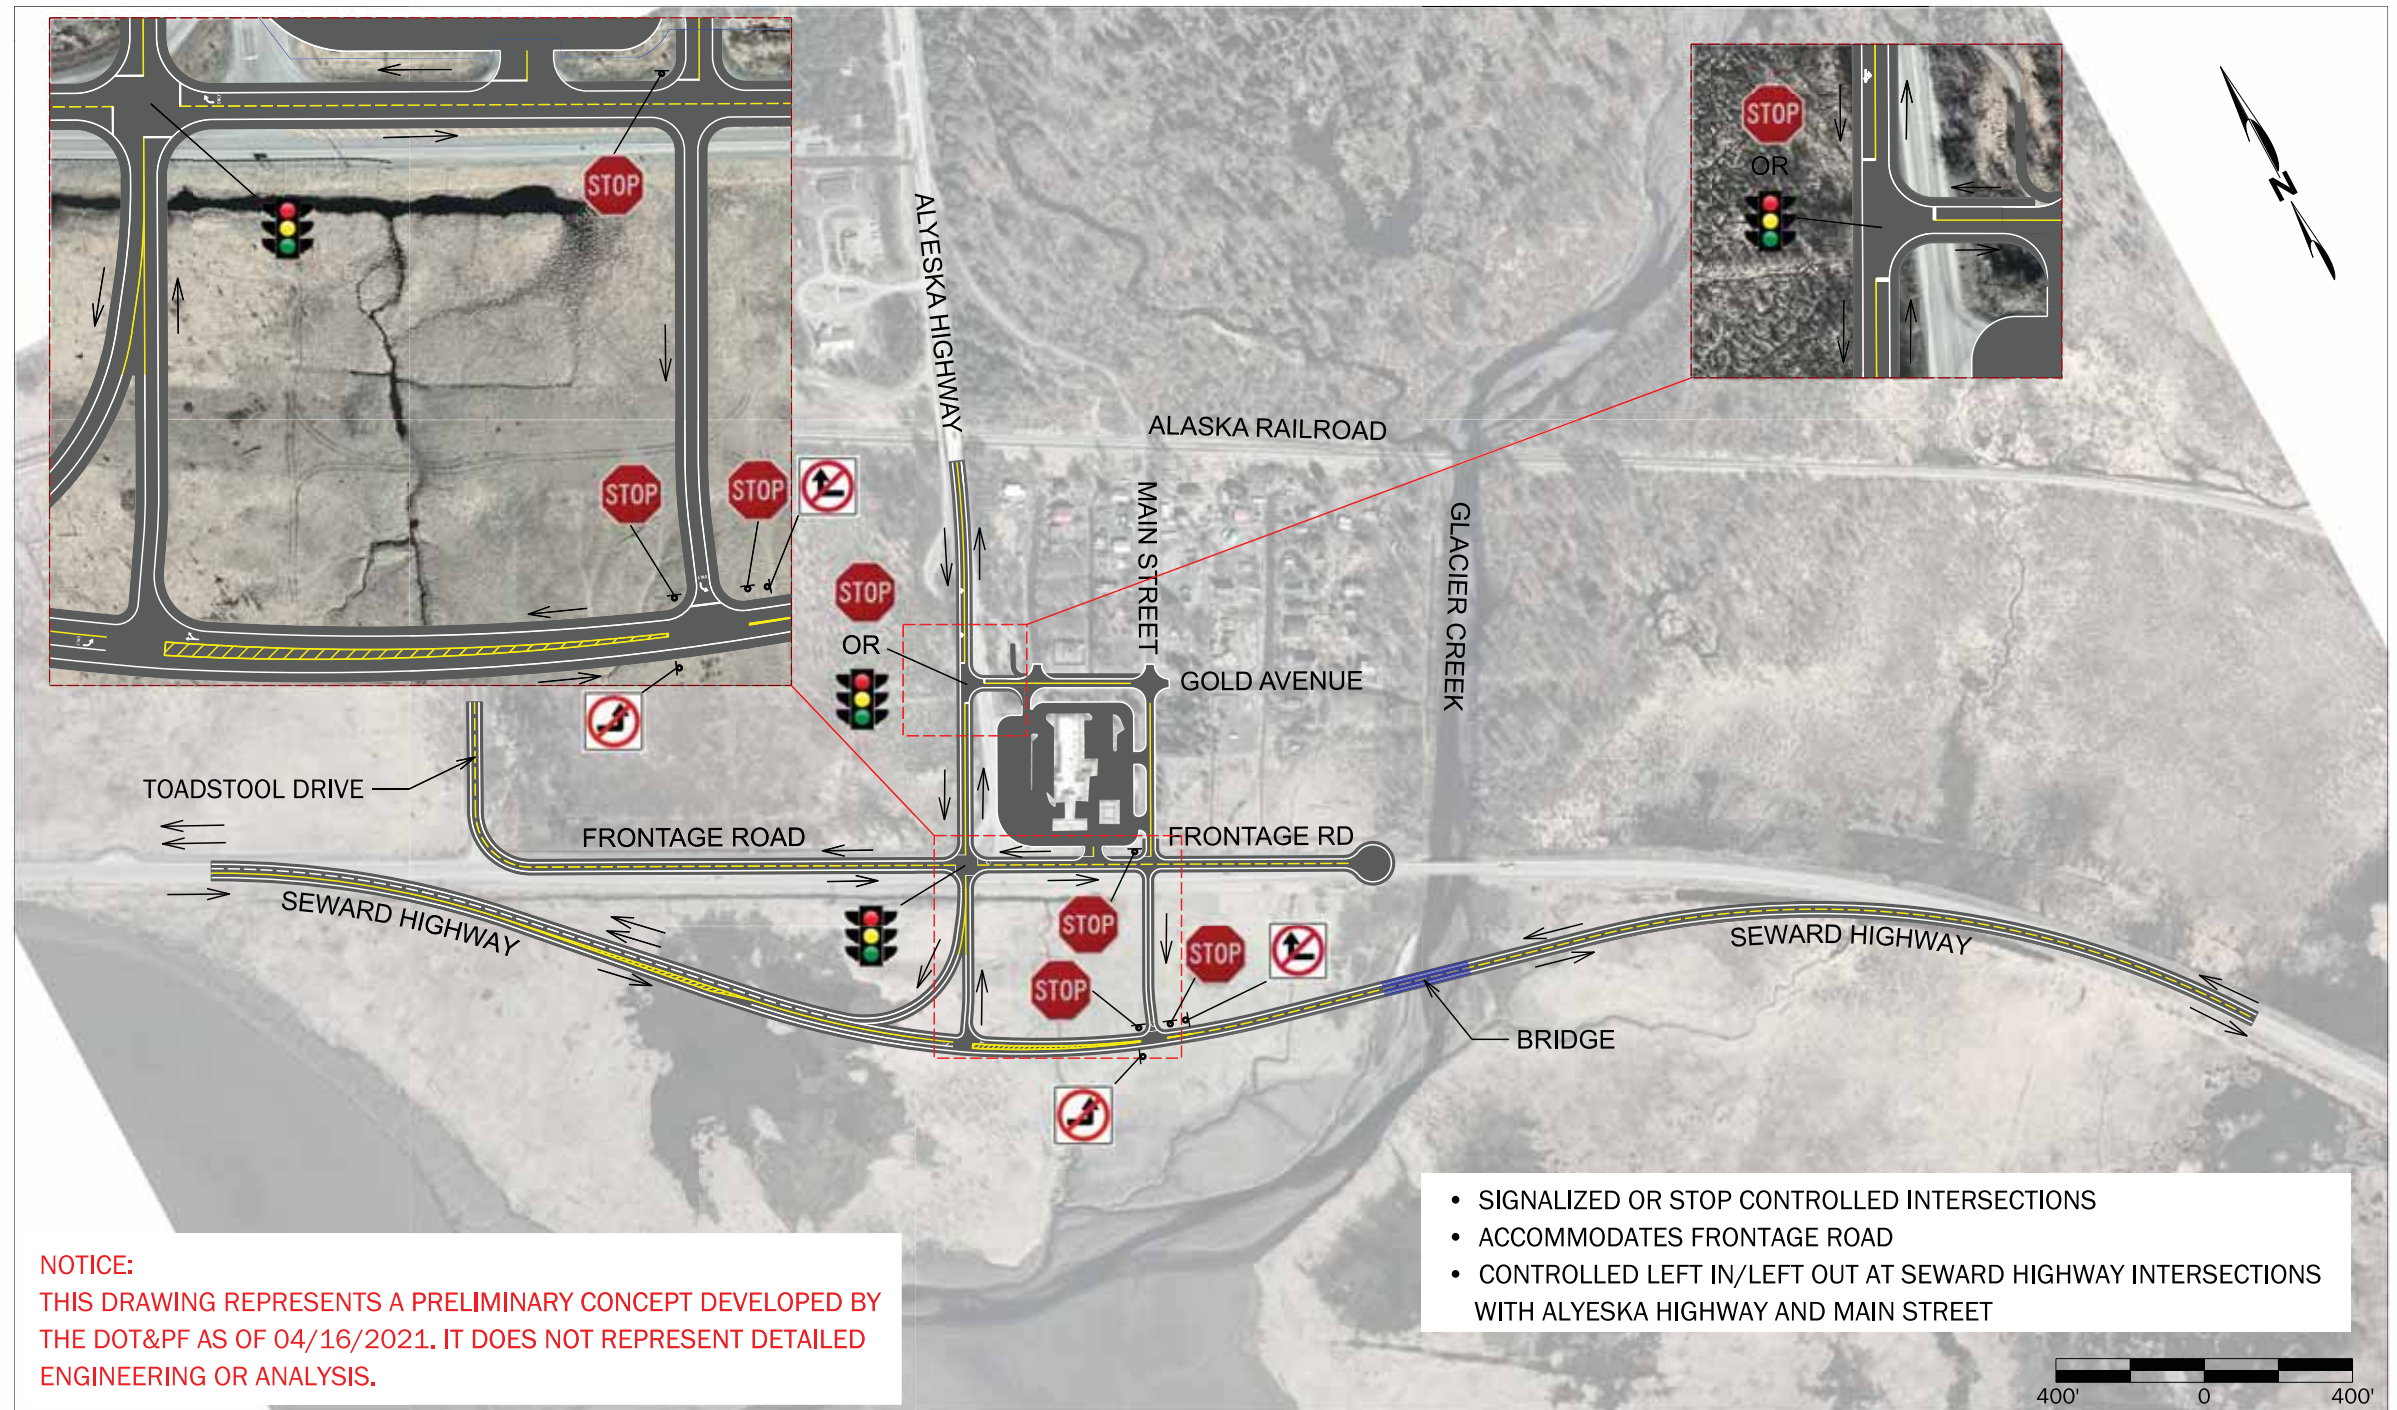 STOP
STOP
STOP
STOP
OR
N
ALYESKA HIGHWAY
ALASKA RAILROAD
MAIN STREET
GLACIER CREEK
STOP
OR
GOLD AVENUE
TOADSTOOL DRIVE
FRONTAGE ROAD
FRONTAGE RD
SEWARD HIGHWAY
STOP
STOP
STOP
SEWARD HIGHWAY
BRIDGE
• SIGNALIZED OR STOP CONTROLLED INTERSECTIONS
• ACCOMMODATES FRONTAGE ROAD
• CONTROLLED LEFT IN/LEFT OUT AT SEWARD HIGHWAY INTERSECTIONS
WITH ALYESKA HIGHWAY AND MAIN STREET
NOTICE:
THIS DRAWING REPRESENTS A PRELIMINARY CONCEPT DEVELOPED BY
THE DOT&PF AS OF 04/16/2021. IT DOES NOT REPRESENT DETAILED
ENGINEERING OR ANALYSIS.
400' 0 400'